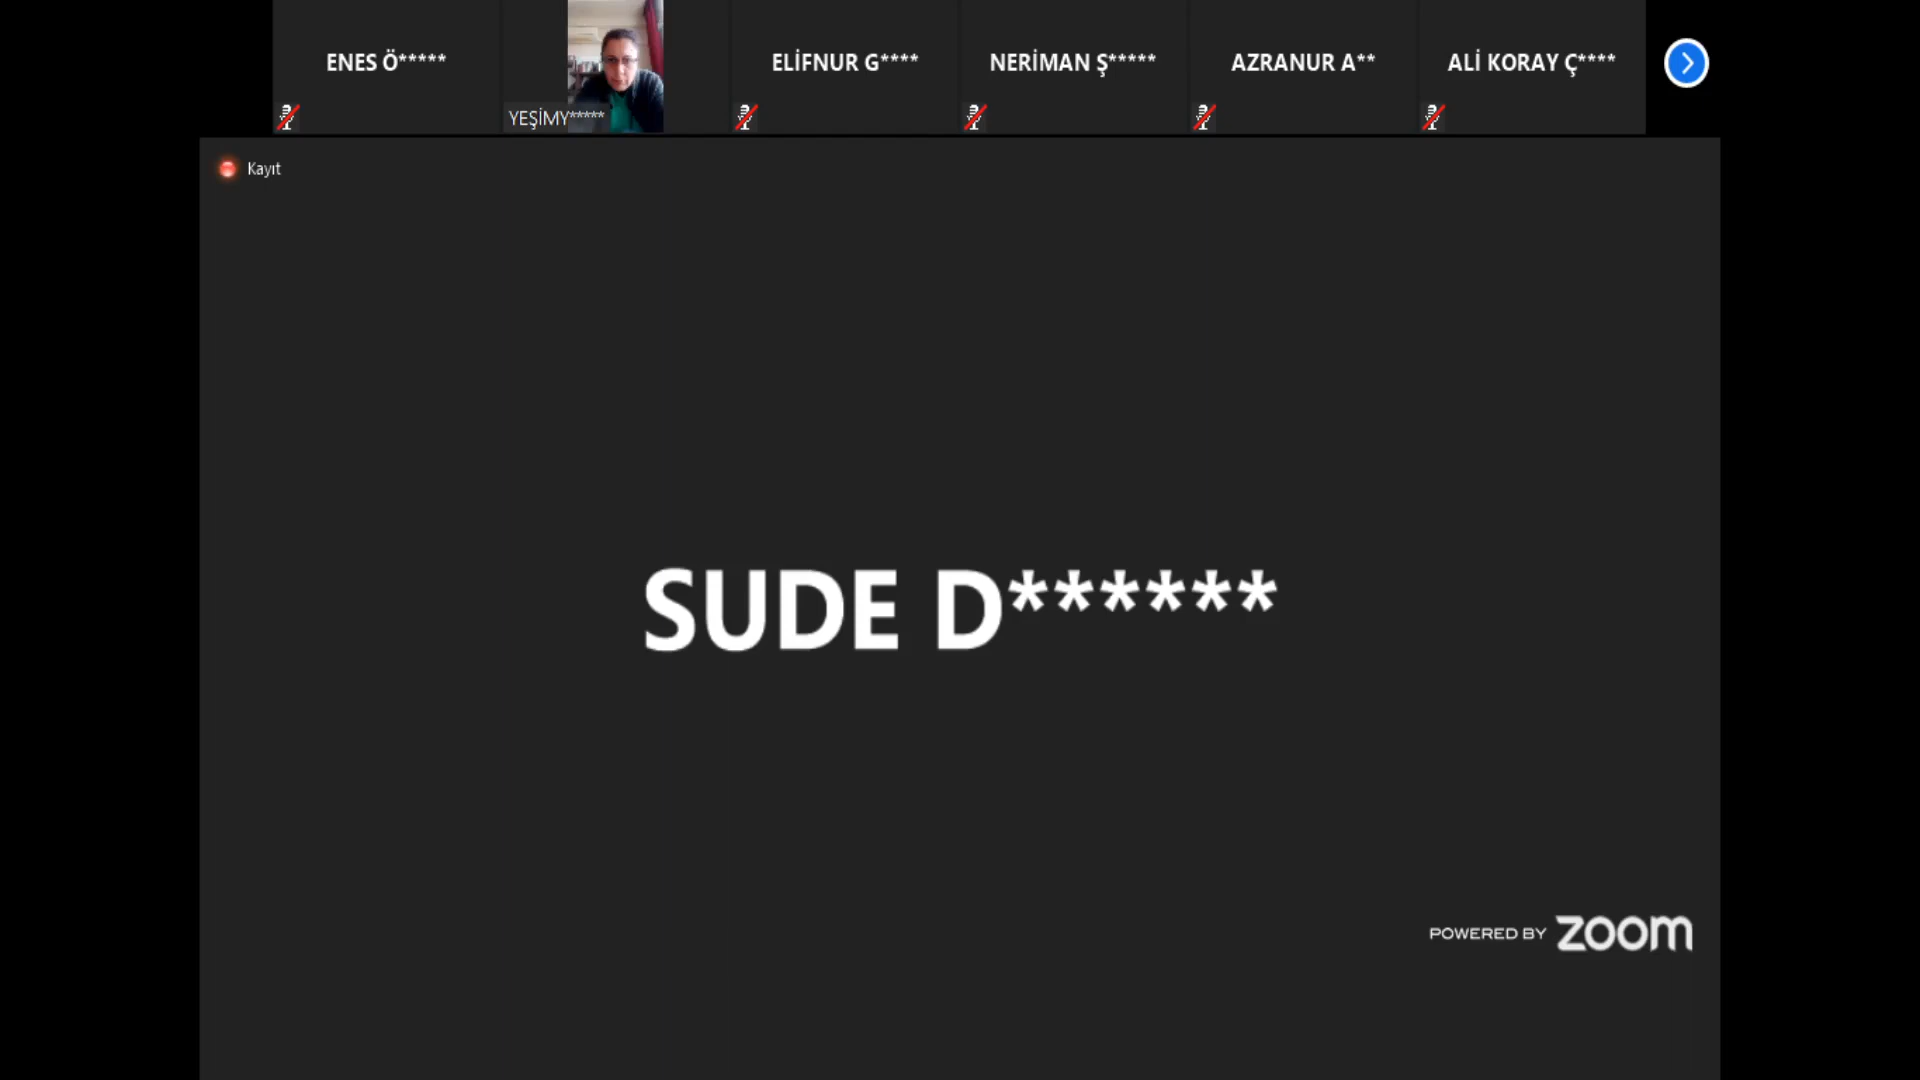 ENES Ö*****
YEŞİMY*****
ELİFNUR G****
NERİMAN Ş*****
AZRANUR A**
ALİ KORAY Ç****
Kayıt
SUDE D******
POWERED BY zoom